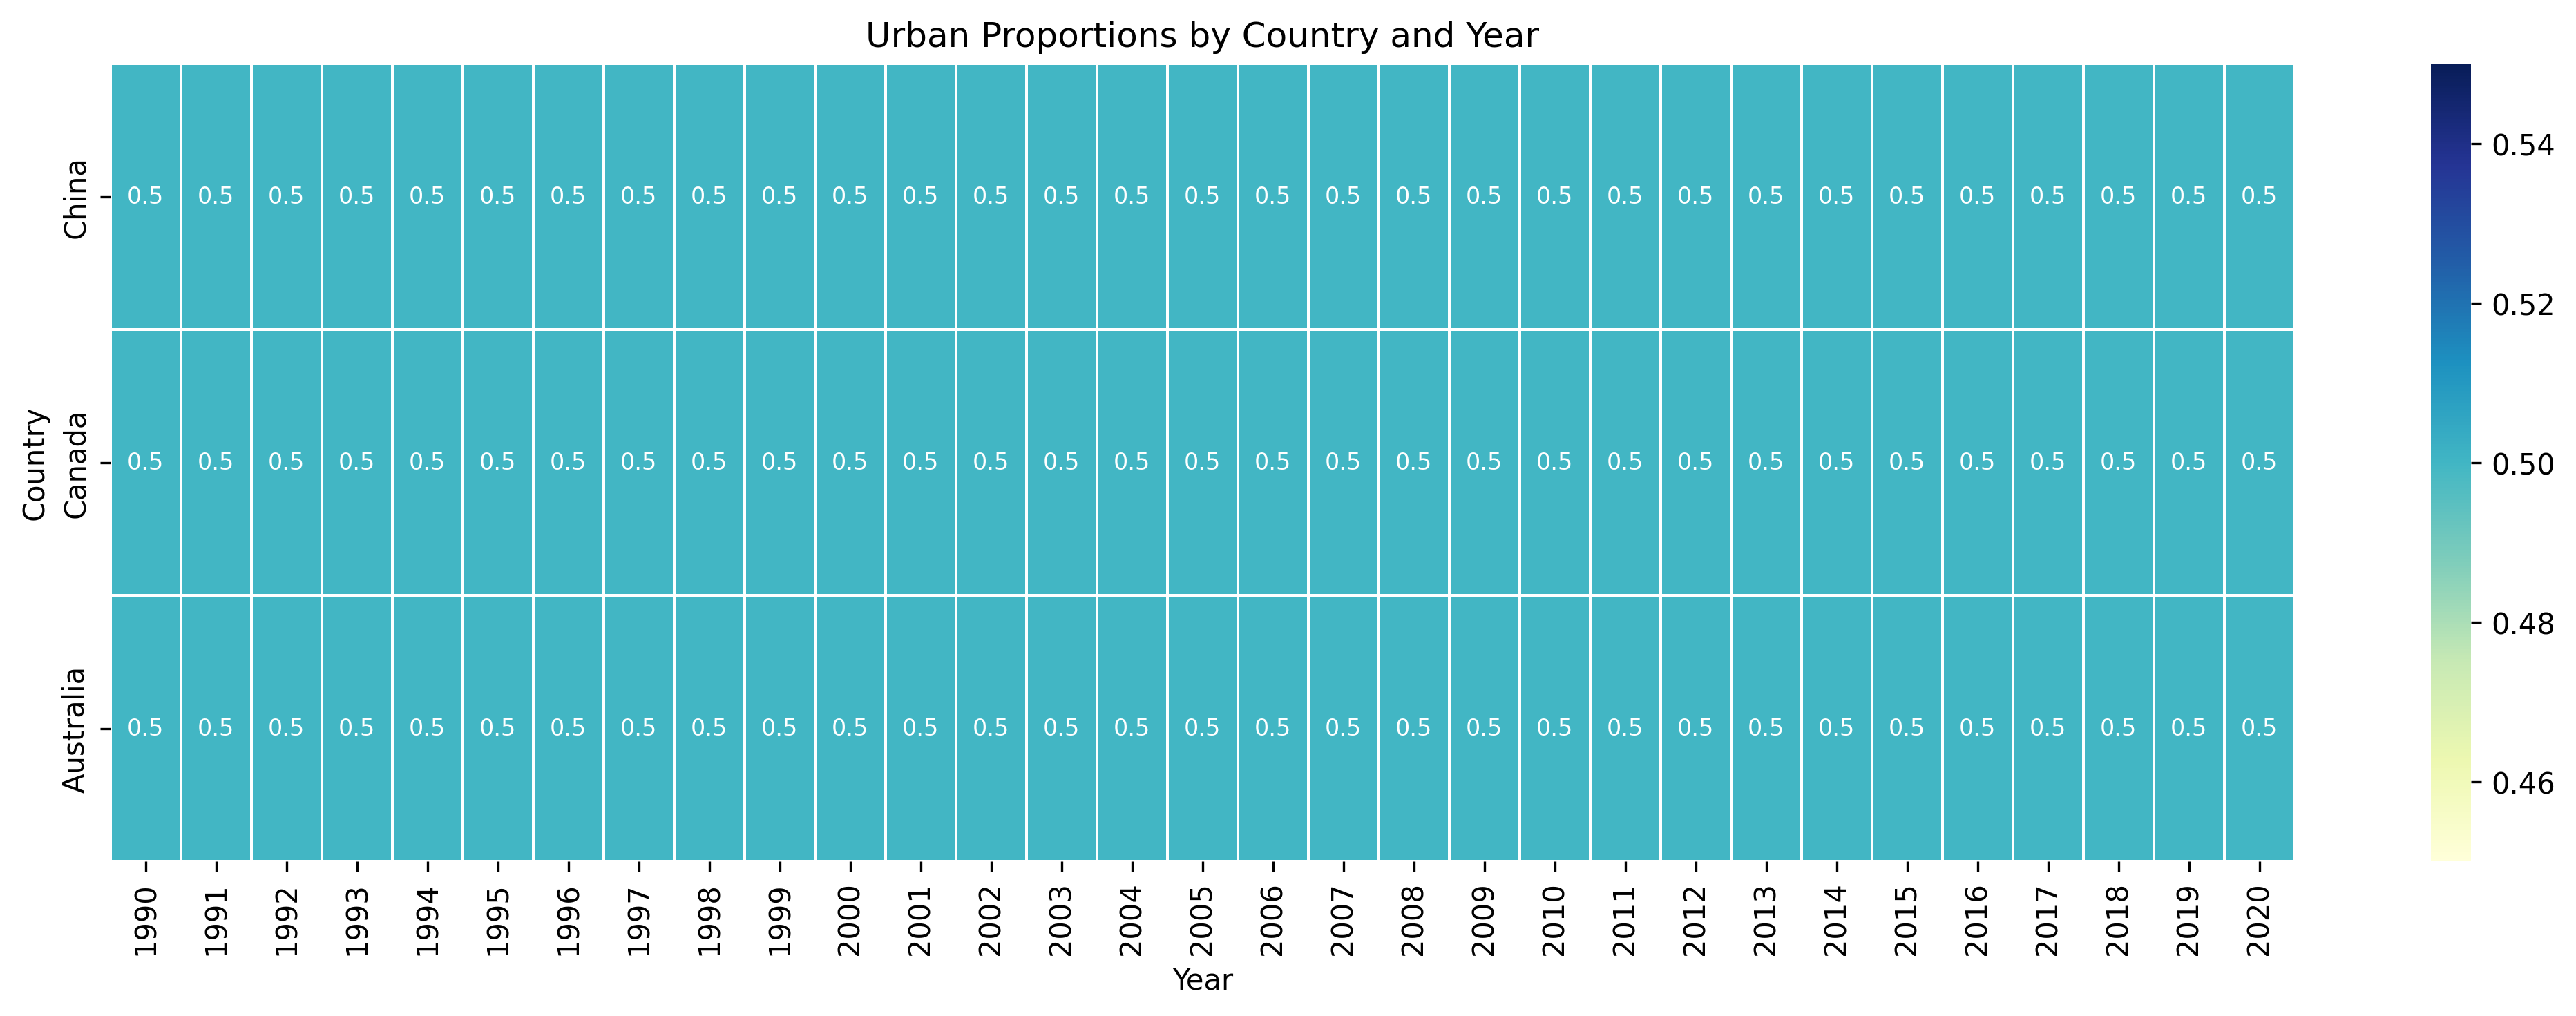 Urban Proportions by Country and Year
China
0.5 0.5 0.5 0.5 0.5 0.5 0.5 0.5 0.5 0.5 0.5 0.5 0.5 0.5 0.5 0.5 0.5 0.5 0.5 0.5 0.5 0.5 0.5 0.5 0.5 0.5 0.5 0.5 0.5 0.5 0.5
Country
Canada
0.5 0.5 0.5 0.5 0.5 0.5 0.5 0.5 0.5 0.5 0.5 0.5 0.5 0.5 0.5 0.5 0.5 0.5 0.5 0.5 0.5 0.5 0.5 0.5 0.5 0.5 0.5 0.5 0.5 0.5 0.5
Australia
0.5 0.5 0.5 0.5 0.5 0.5 0.5 0.5 0.5 0.5 0.5 0.5 0.5 0.5 0.5 0.5 0.5 0.5 0.5 0.5 0.5 0.5 0.5 0.5 0.5 0.5 0.5 0.5 0.5 0.5 0.5
1990 1991 1992 1993 1994 1995 1996 1997 1998 1999 2000 2001 2002 2003 2004 2005 2006 2007 2008 2009 2010 2011 2012 2013 2014 2015 2016 2017 2018 2019 2020
Year
0.54
0.52
0.50
0.48
0.46